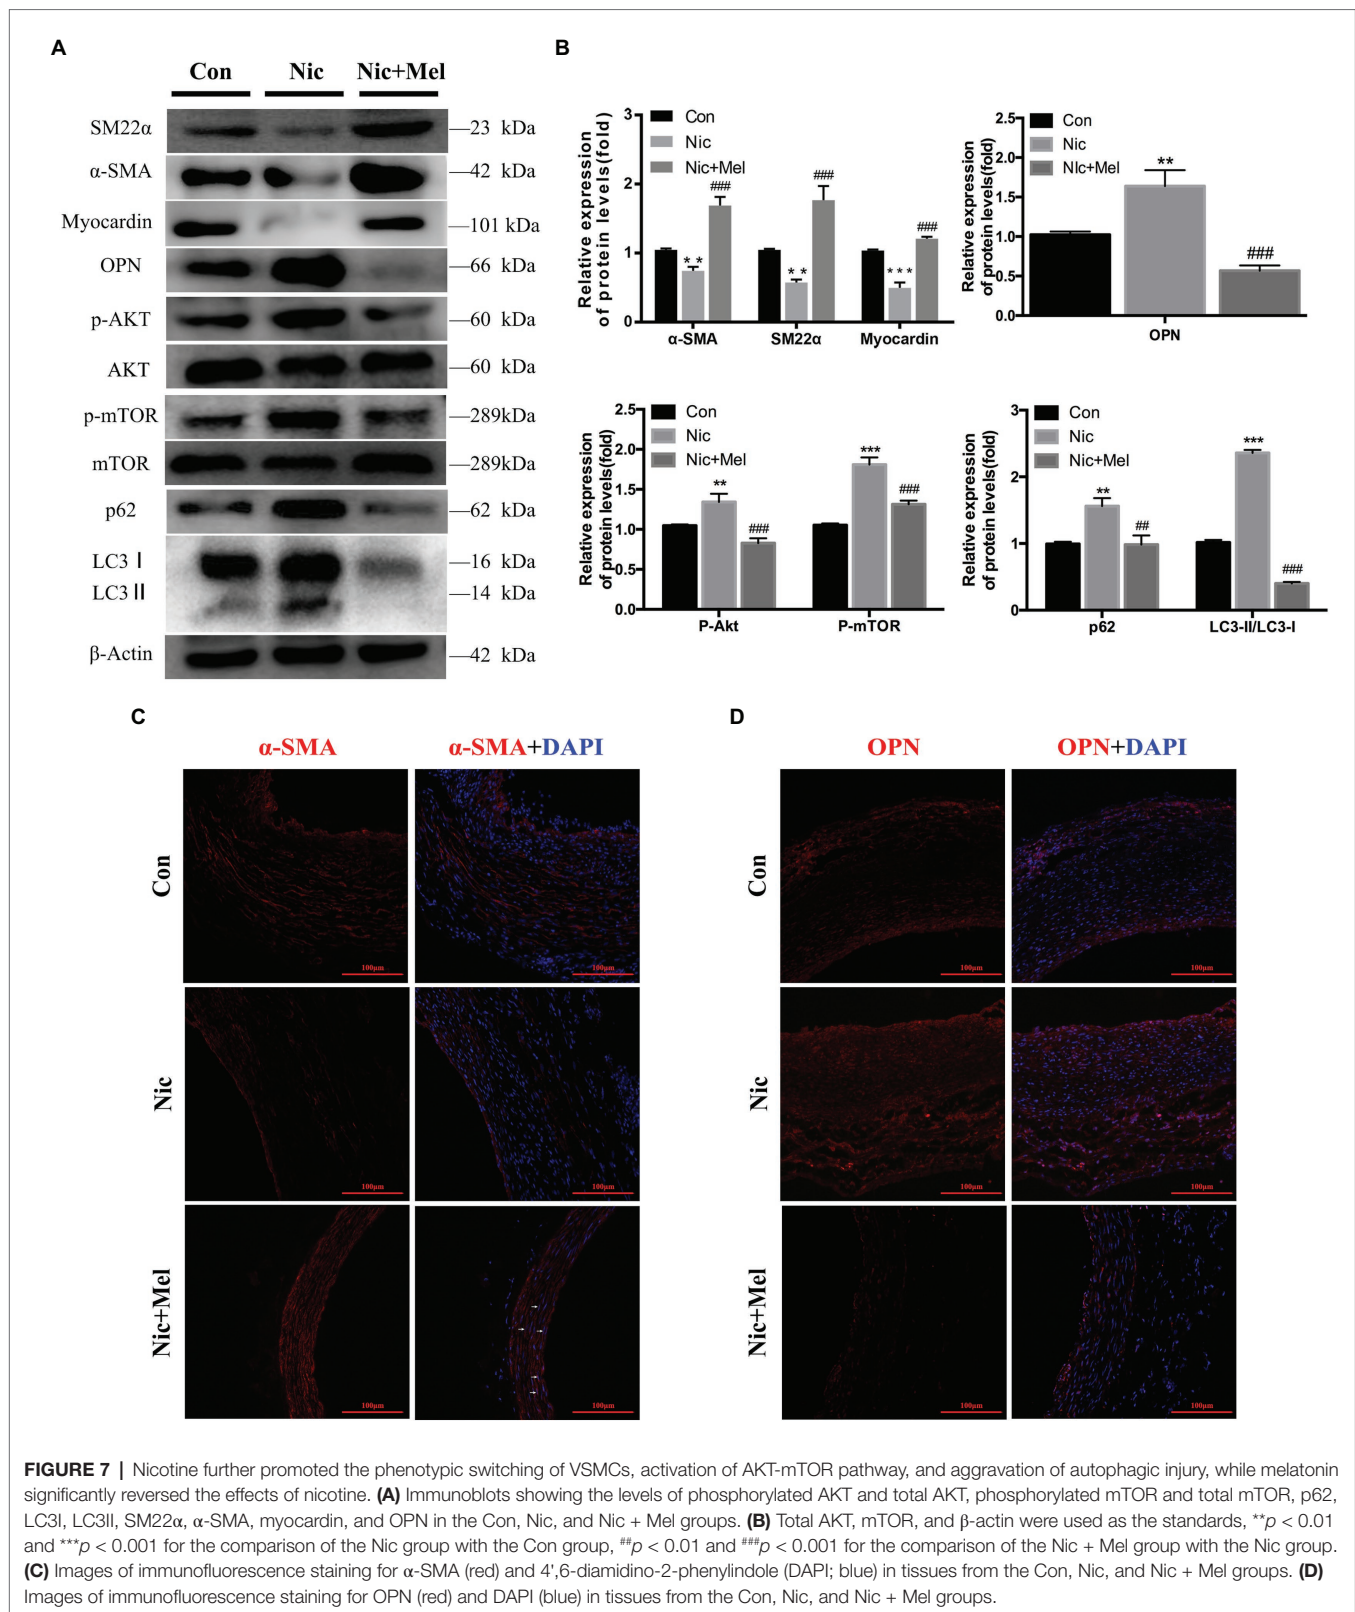 A
Con Nic Nic+Mel
SM22α —23 kDa
α-SMA —42 kDa
Myocardin —101 kDa
OPN —66 kDa
p-AKT —60 kDa
AKT —60 kDa
p-mTOR —289kDa
mTOR —289kDa
p62 —62 kDa
LC3 Ⅰ —16 kDa
LC3 Ⅱ —14 kDa
β-Actin —42 kDa
B
Relative expression
of protein levels(fold)
3
2
1
0
Con
Nic
Nic+Mel
** ### ** ### *** ###
α-SMA SM22α Myocardin
Relative expression
of protein levels(fold)
2.5
2.0
1.5
1.0
0.5
0.0
Con
Nic
NIc+Mel
** ###
OPN
Relative expression
of protein levels(fold)
2.5
2.0
1.5
1.0
0.5
0.0
Con
Nic
Nic+Mel
** ### *** ###
P-Akt P-mTOR
Relative expression
of protein levels(fold)
3
2
1
0
Con
Nic
Nic+Mel
** ## *** ###
p62 LC3-II/LC3-I
C
α-SMA α-SMA+DAPI
Con
100μm 100μm
Nic
100μm 100μm
Nic+Mel
100μm 100μm
D
OPN OPN+DAPI
Con
100μm 100μm
Nic
100μm 100μm
Nic+Mel
100μm 100μm
FIGURE 7 | Nicotine further promoted the phenotypic switching of VSMCs, activation of AKT-mTOR pathway, and aggravation of autophagic injury, while melatonin
significantly reversed the effects of nicotine. (A) Immunoblots showing the levels of phosphorylated AKT and total AKT, phosphorylated mTOR and total mTOR, p62,
LC3I, LC3II, SM22α, α-SMA, myocardin, and OPN in the Con, Nic, and Nic + Mel groups. (B) Total AKT, mTOR, and β-actin were used as the standards, **p < 0.01
and ***p < 0.001 for the comparison of the Nic group with the Con group, ##p < 0.01 and ###p < 0.001 for the comparison of the Nic + Mel group with the Nic group.
(C) Images of immunofluorescence staining for α-SMA (red) and 4',6-diamidino-2-phenylindole (DAPI; blue) in tissues from the Con, Nic, and Nic + Mel groups. (D)
Images of immunofluorescence staining for OPN (red) and DAPI (blue) in tissues from the Con, Nic, and Nic + Mel groups.